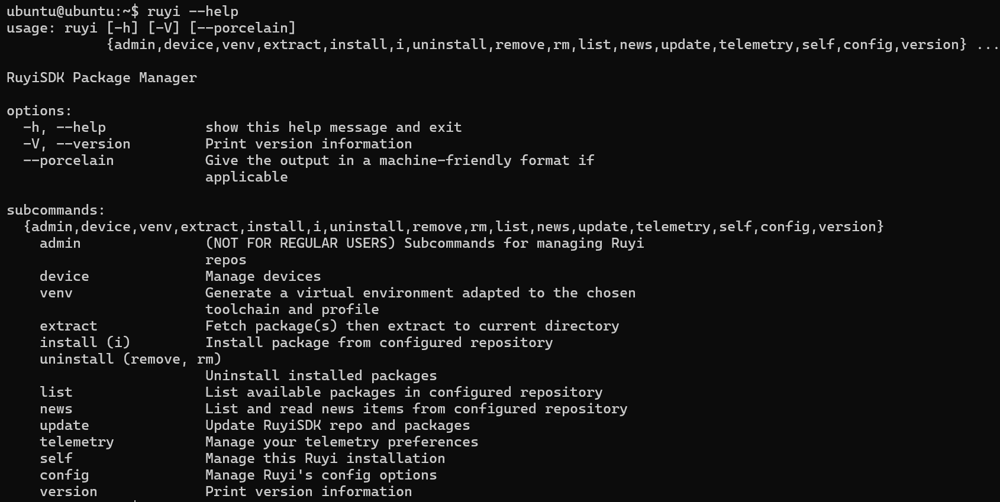 ubuntu@ubuntu:~$ ruyi --help
usage: ruyi [-h] [-V] [--porcelain]
            {admin,device,venv,extract,install,i,uninstall,remove,rm,list,news,update,telemetry,self,config,version} ...

RuyiSDK Package Manager

options:
  -h, --help            show this help message and exit
  -V, --version         Print version information
  --porcelain           Give the output in a machine-friendly format if
                        applicable

subcommands:
  {admin,device,venv,extract,install,i,uninstall,remove,rm,list,news,update,telemetry,self,config,version}
    admin               (NOT FOR REGULAR USERS) Subcommands for managing Ruyi
                        repos
    device              Manage devices
    venv                Generate a virtual environment adapted to the chosen
                        toolchain and profile
    extract             Fetch package(s) then extract to current directory
    install (i)         Install package from configured repository
    uninstall (remove, rm)
                        Uninstall installed packages
    list                List available packages in configured repository
    news                List and read news items from configured repository
    update              Update RuyiSDK repo and packages
    telemetry           Manage your telemetry preferences
    self                Manage this Ruyi installation
    config              Manage Ruyi's config options
    version             Print version information